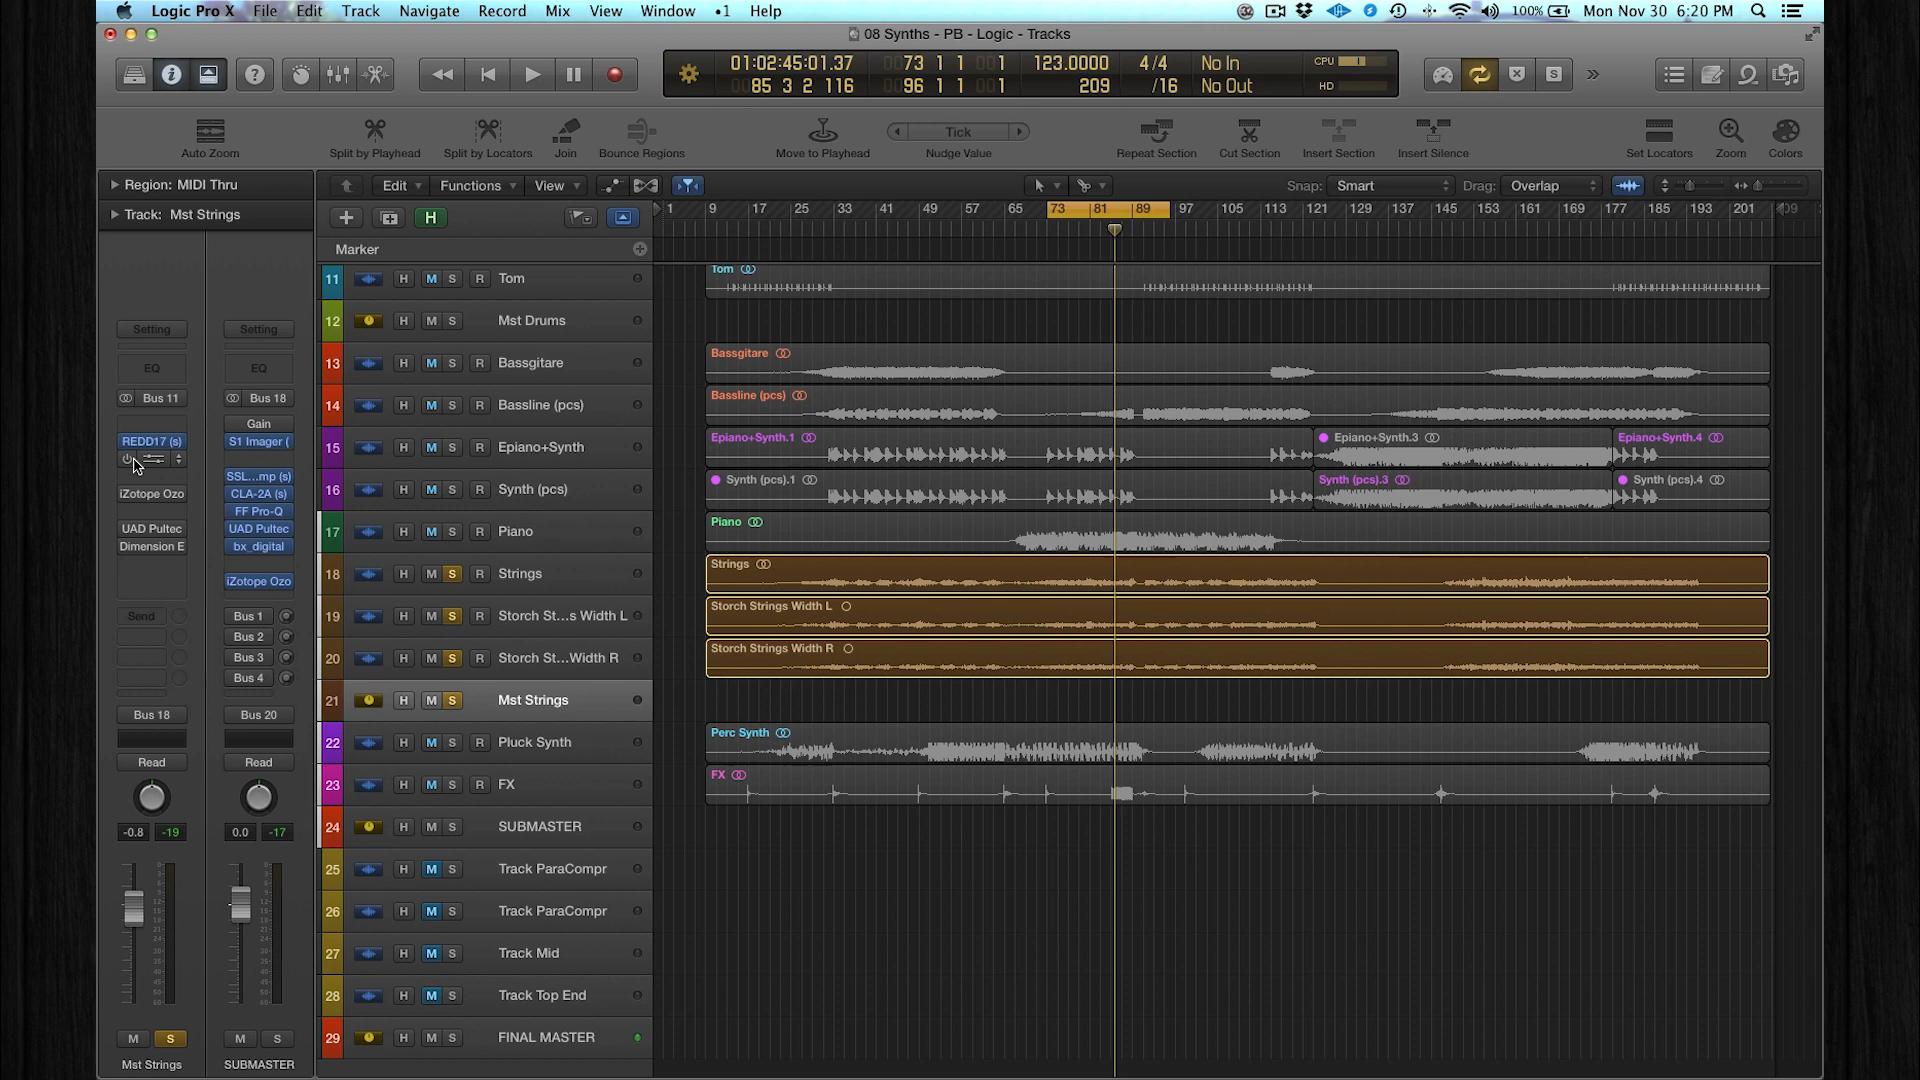 Logic Pro X File Edit Track Navigate Record Mix View Window •1 Help 100% Mon Nov 30 6:20 PM
08 Synths - PB - Logic - Tracks
01:02:45:01.37 73 1 1 1 123.0000 4/4 No In CPU
85 3 2 116 96 1 1 1 209 /16 No Out HD
S
Tick
Auto Zoom Split by Playhead Split by Locators Join Bounce Regions Move to Playhead Nudge Value Repeat Section Cut Section Insert Section Insert Silence Set Locators Zoom Colors
Region: MIDI Thru
Edit Functions View Snap: Smart Drag: Overlap
Track: Mst Strings
H
1 9 17 25 33 41 49 57 65 73 81 89 97 105 113 121 129 137 145 153 161 169 177 185 193 201 209
Marker
11 H M S R Tom
Tom
12 H M S Mst Drums
13 H M S R Bassgitare
Bassgitare
14 H M S R Bassline (pcs)
Bassline (pcs)
15 H M S R Epiano+Synth
Epiano+Synth.1 Epiano+Synth.3 Epiano+Synth.4
16 H M S R Synth (pcs)
Synth (pcs).1 Synth (pcs).3 Synth (pcs).4
17 H M S R Piano
Piano
18 H M S R Strings
Strings
19 H M S R Storch St...s Width L
Storch Strings Width L
20 H M S R Storch St...Width R
Storch Strings Width R
21 H M S Mst Strings
22 H M S R Pluck Synth
Perc Synth
23 H M S R FX
FX
24 H M S SUBMASTER
25 H M S Track ParaCompr
26 H M S Track ParaCompr
27 H M S Track Mid
28 H M S Track Top End
29 H M S FINAL MASTER
Setting
EQ
Bus 11
REDD17 (s)
iZotope Ozo
UAD Pultec
Dimension E
Send
Bus 18
Read
-0.8 -19
M S
Mst Strings
Setting
EQ
Bus 18
Gain
S1 Imager (
SSL...mp (s)
CLA-2A (s)
FF Pro-Q
UAD Pultec
bx_digital
iZotope Ozo
Bus 1
Bus 2
Bus 3
Bus 4
Bus 20
Read
0.0 -17
M S
SUBMASTER